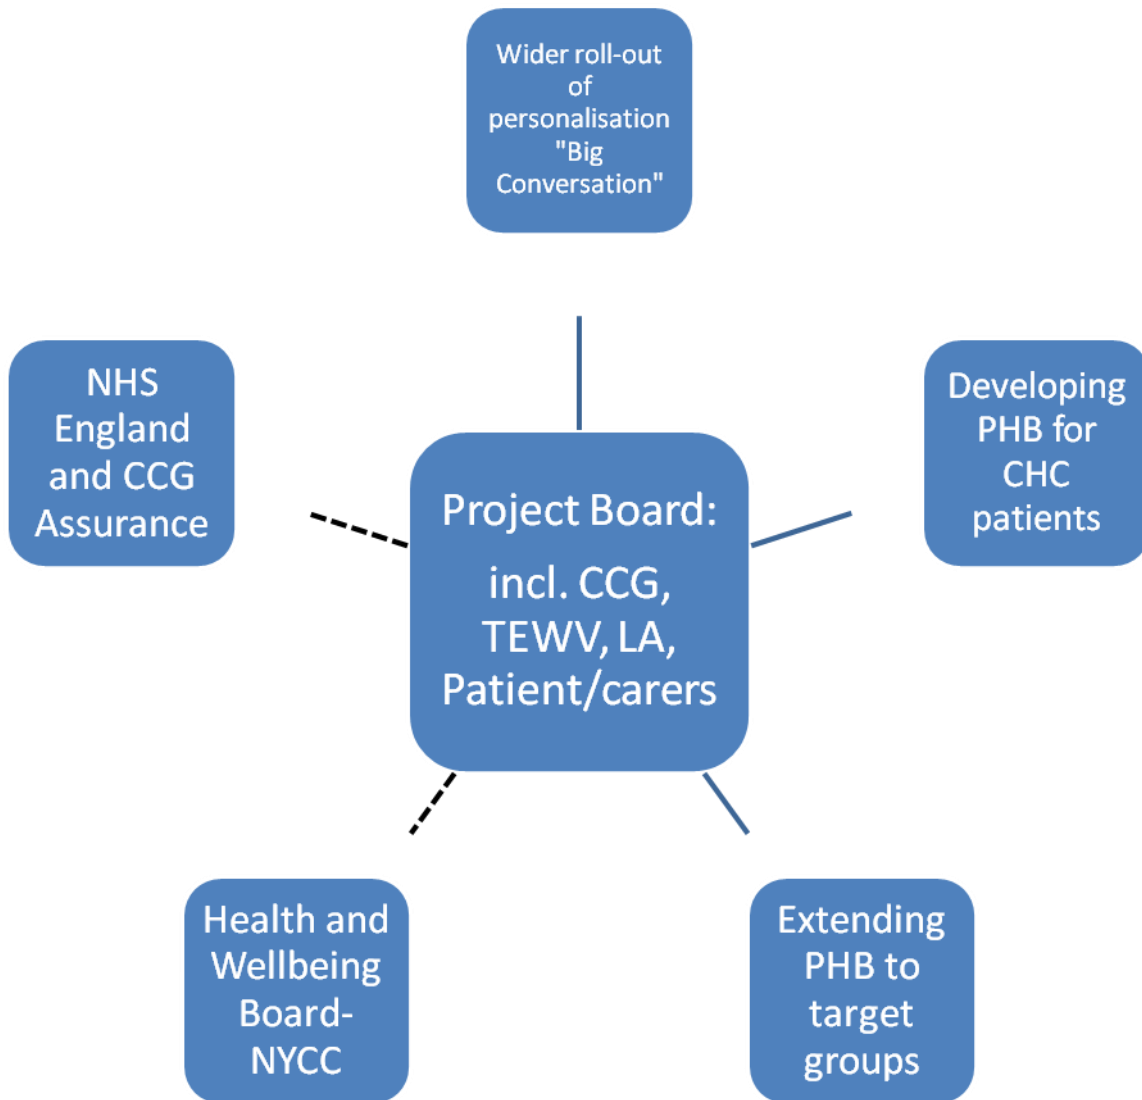 Wider roll-out
of
personalisation
"Big
Conversation"
NHS
England
and CCG
Assurance
Developing
PHB for
CHC
patients
Project Board:
incl. CCG,
TEWV, LA,
Patient/carers
Health and
Wellbeing
Board-
NYCC
Extending
PHB to
target
groups